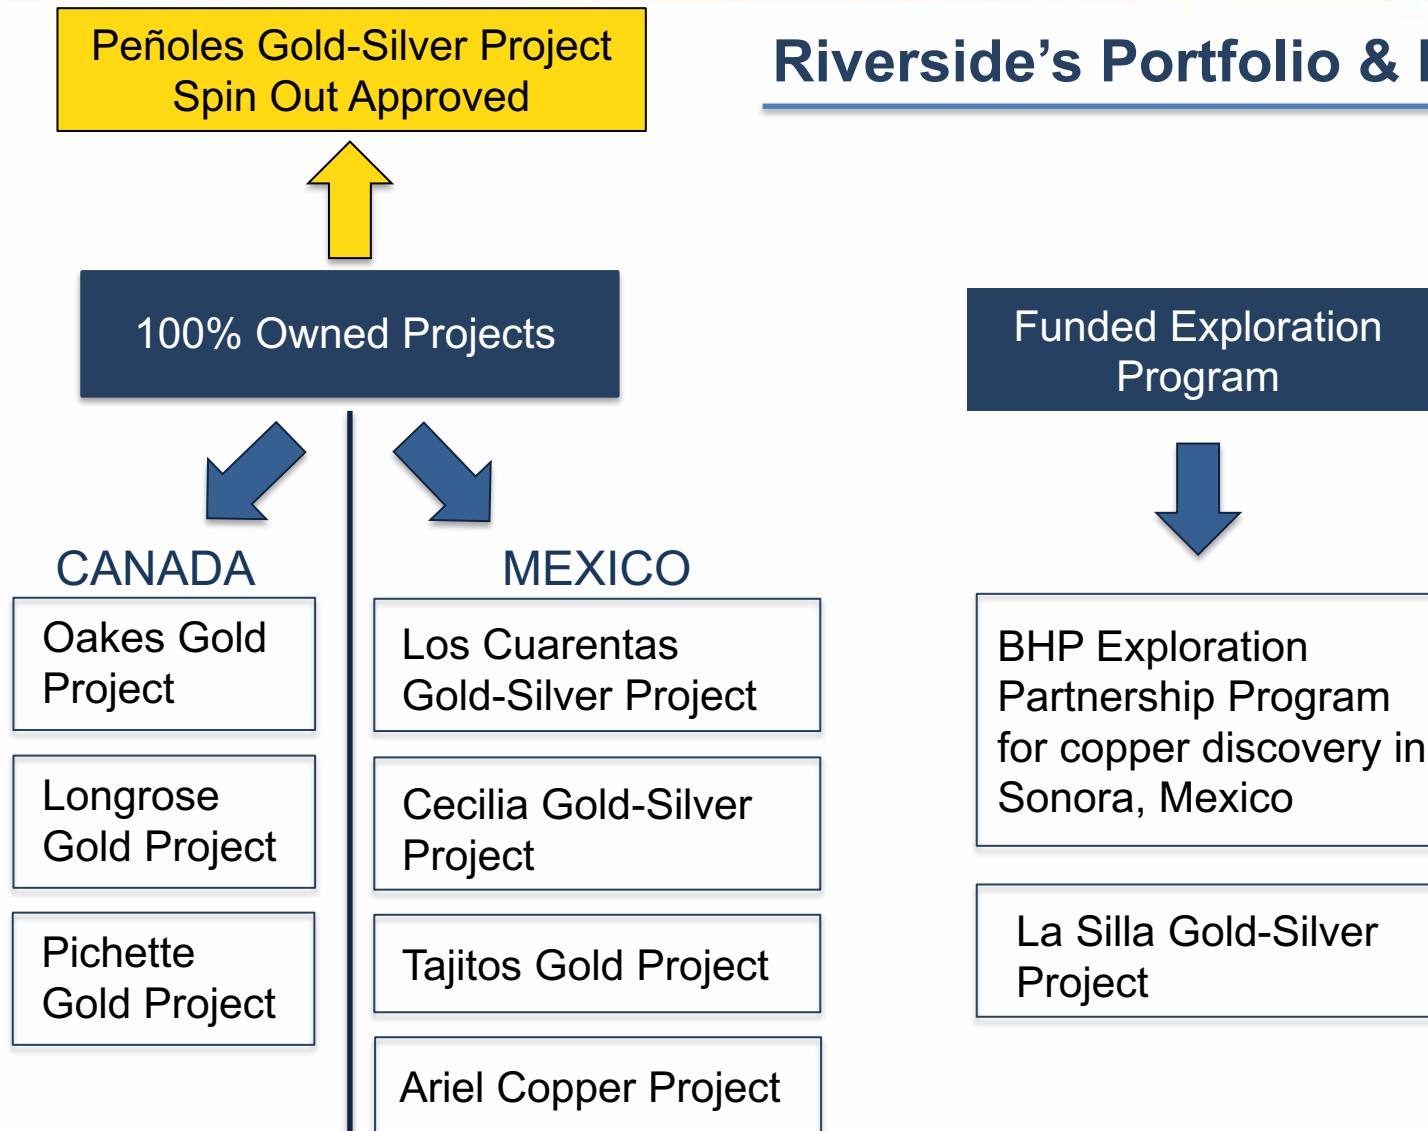 Peñoles Gold-Silver Project
Spin Out Approved
Riverside's Portfolio &
100% Owned Projects
Funded Exploration
Program
CANADA
Oakes Gold
Project
Longrose
Gold Project
Pichette
Gold Project
MEXICO
Los Cuarentas
Gold-Silver Project
Cecilia Gold-Silver
Project
Tajitos Gold Project
Ariel Copper Project
BHP Exploration
Partnership Program
for copper discovery in
Sonora, Mexico
La Silla Gold-Silver
Project